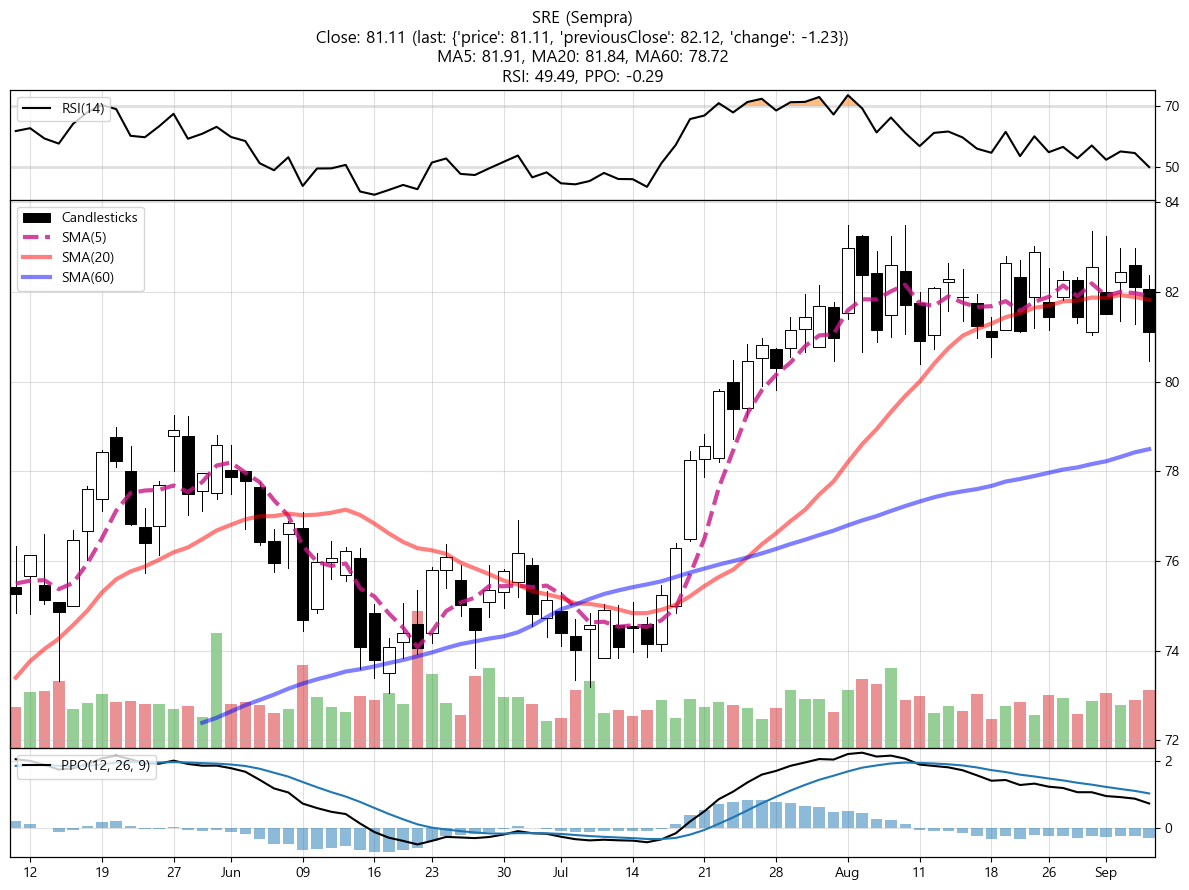 SRE (Sempra)
Close: 81.11 (last: {'price': 81.11, 'previousClose': 82.12, 'change': -1.23})
MA5: 81.91, MA20: 81.84, MA60: 78.72
RSI: 49.49, PPO: -0.29
RSI(14)
70
50
Candlesticks
SMA(5)
SMA(20)
SMA(60)
84
82
80
78
76
74
72
PPO(12, 26, 9)
2
0
12 19 27 Jun 09 16 23 30 Jul 14 21 28 Aug 11 18 26 Sep